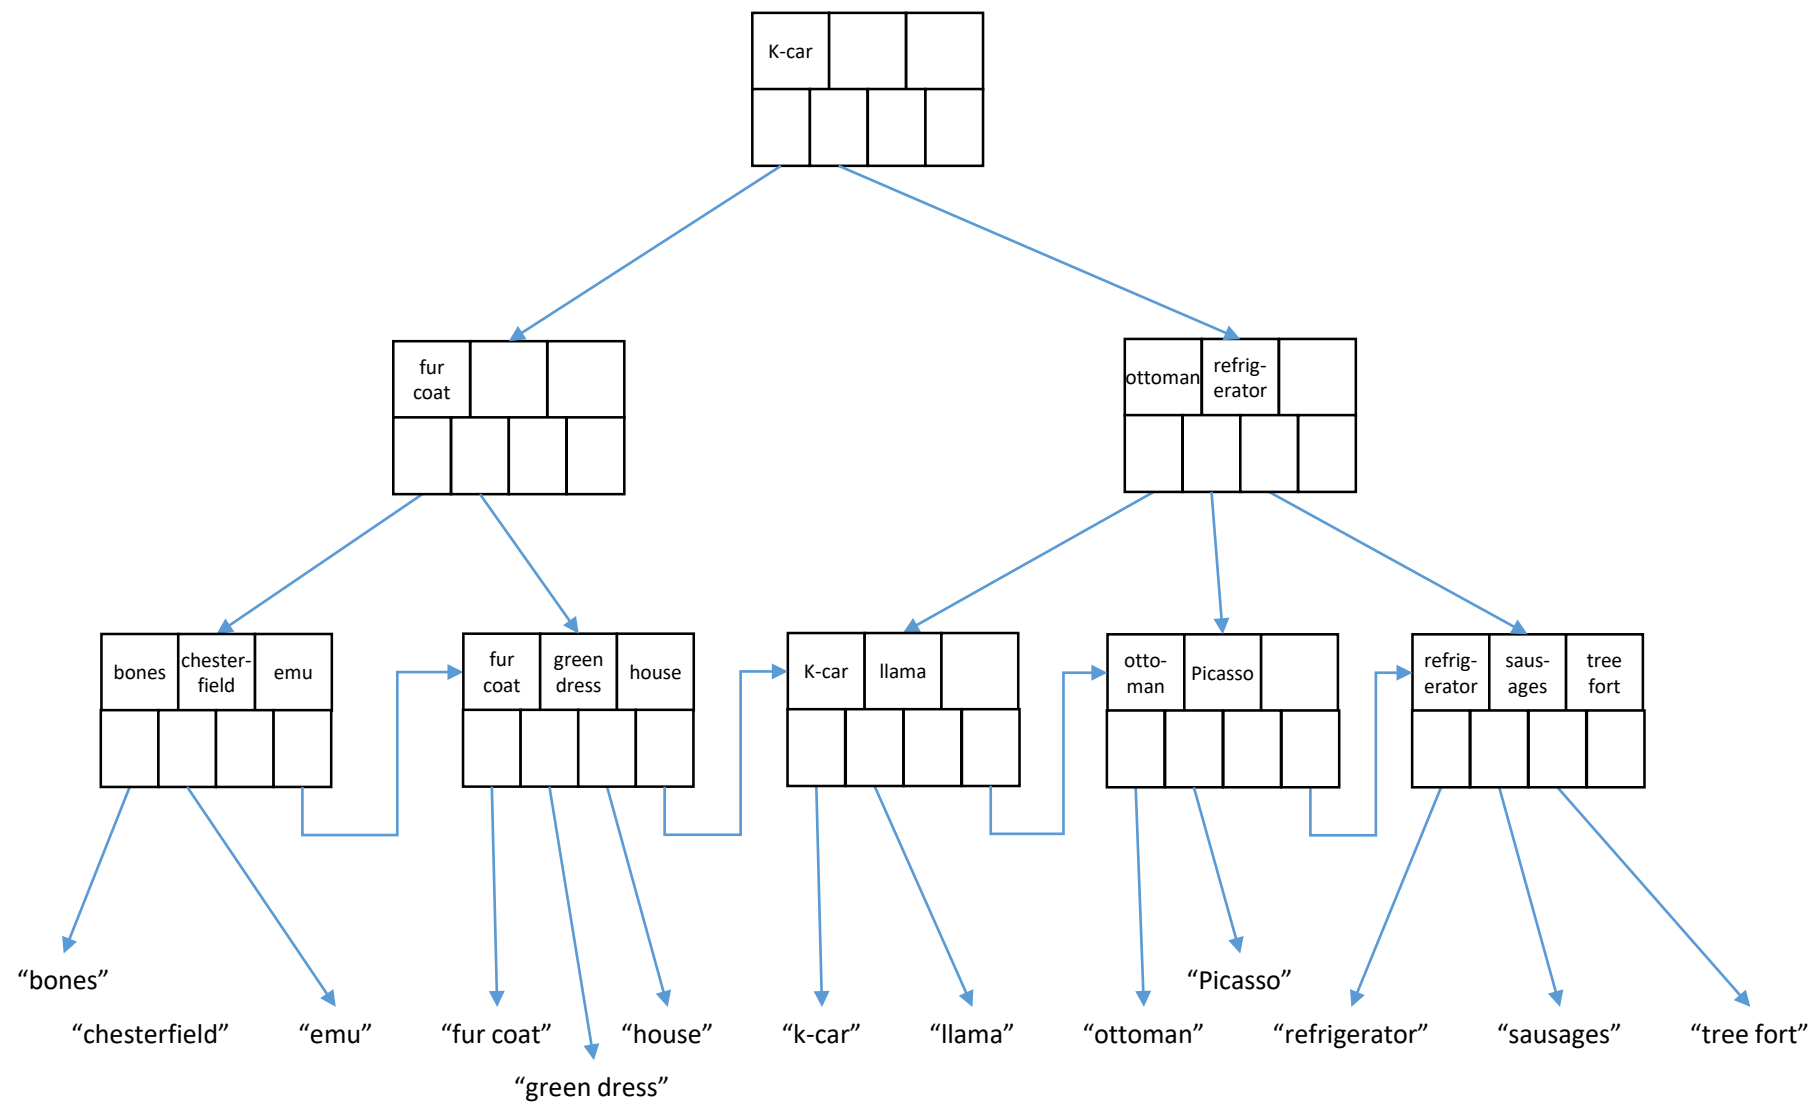 K-car
fur
coat
ottoman
refrig-
erator
bones
chester-
field
emu
fur
coat
green
dress
house
K-car
llama
otto-
man
Picasso
refrig-
erator
saus-
ages
tree
fort
“bones”
“Picasso”
“chesterfield”
“emu”
“fur coat”
“house”
“k-car”
“llama”
“ottoman”
“refrigerator”
“sausages”
“tree fort”
“green dress”